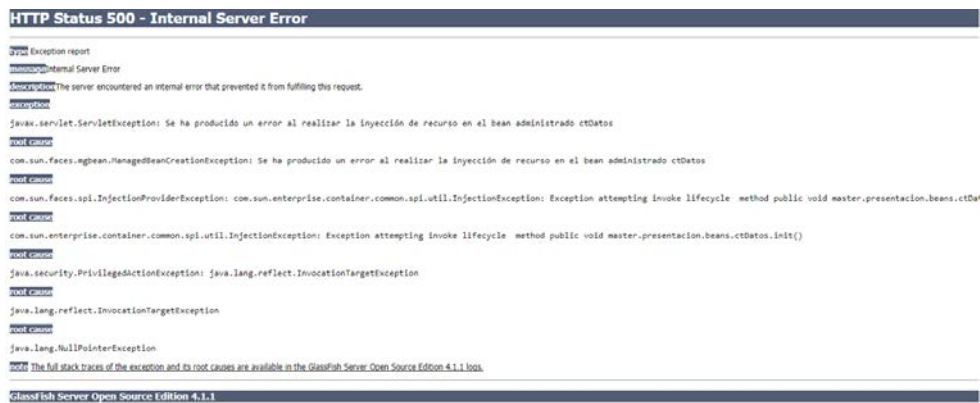 HTTP Status 500 - Internal Server Error
type Exception report
message Internal Server Error
description The server encountered an internal error that prevented it from fulfilling this request.
exception
javax.servlet.ServletException: Se ha producido un error al realizar la inyección de recurso en el bean administrado ctDatos
root cause
com.sun.faces.mgbean.ManagedBeanCreationException: Se ha producido un error al realizar la inyección de recurso en el bean administrado ctDatos
root cause
com.sun.faces.spi.InjectionProviderException: com.sun.enterprise.container.common.spi.util.InjectionException: Exception attempting invoke lifecycle  method public void master.presentacion.beans.ctDat
root cause
com.sun.enterprise.container.common.spi.util.InjectionException: Exception attempting invoke lifecycle  method public void master.presentacion.beans.ctDatos.init()
root cause
java.security.PrivilegedActionException: java.lang.reflect.InvocationTargetException
root cause
java.lang.reflect.InvocationTargetException
root cause
java.lang.NullPointerException
note The full stack traces of the exception and its root causes are available in the GlassFish Server Open Source Edition 4.1.1 logs.
GlassFish Server Open Source Edition 4.1.1